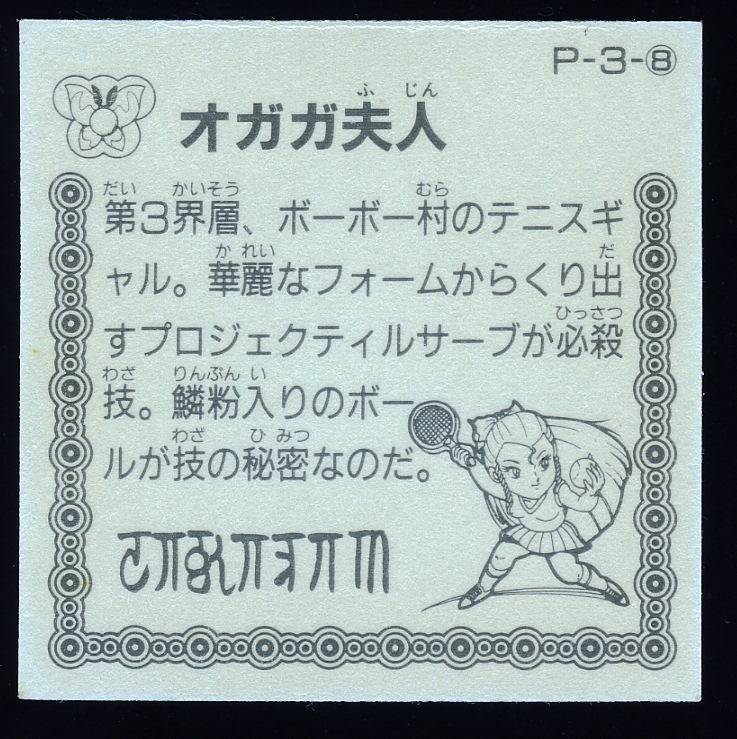 P-3-⑧
オガガ夫人
ふ じん
第3界層、ボーボー村のテニスギ
だい かいそう むら
ャル。華麗なフォームからくり出
か れい だ
すプロジェクティルサーブが必殺
ひっさつ
技。鱗粉入りのボー
わざ りんぷん い
ルが技の秘密なのだ。
わざ ひ みつ